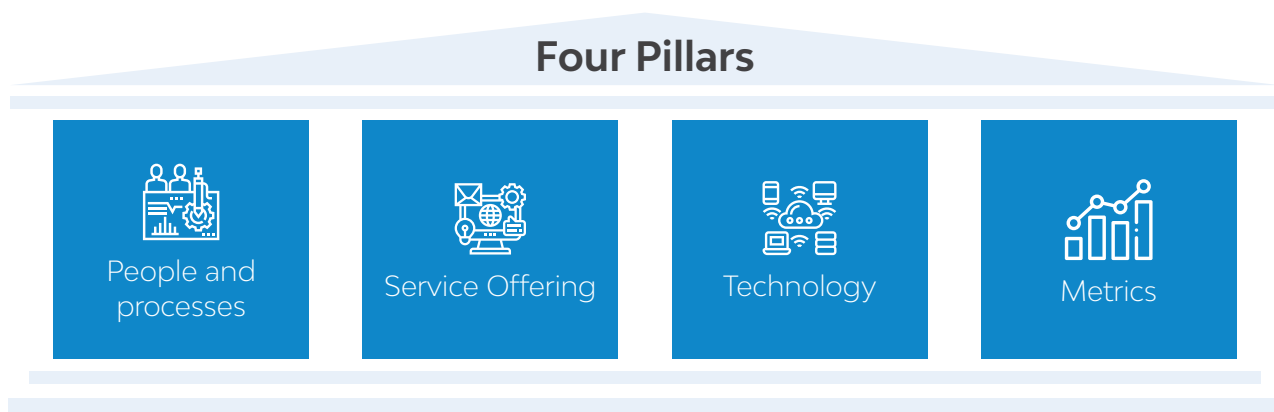 Four Pillars
People and
processes
Service Offering
Technology
Metrics